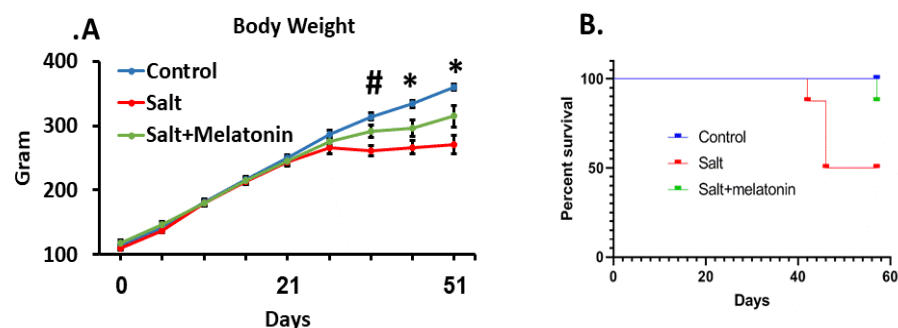 .A
Body Weight
400
300
200
100
Gram
Control
Salt
Salt+Melatonin
#
*
*
0
21
51
Days
B.
100
50
0
Percent survival
Control
Salt
Salt+melatonin
0
20
40
60
Days